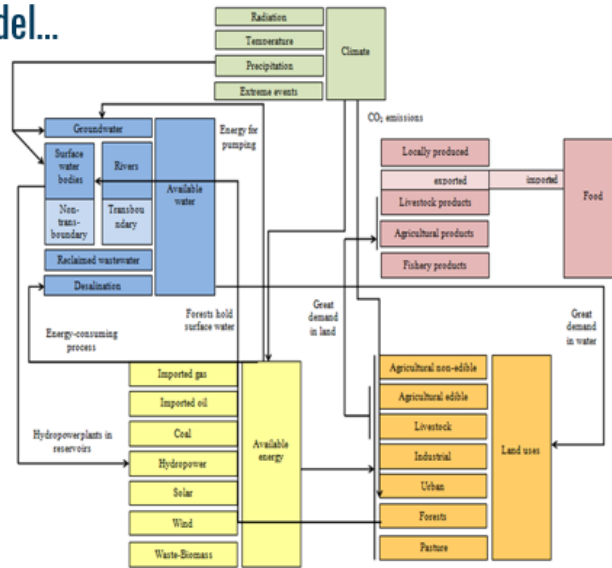 del...
Radiation
Temperature
Precipitation
Extreme events
Climate
CO₂ emissions
Groundwater
Surface
water
bodies
Rivers
Non-
trans-
boundary
Transbou
ndary
Reclaimed wastewater
Desalination
Available
water
Energy for
pumping
Locally produced
exported
imported
Livestock products
Agricultural products
Fishery products
Food
Forests hold
surface water
Energy-consuming
process
Great
demand
in land
Great
demand
in water
Hydropowerplants in
reservoirs
Imported gas
Imported oil
Coal
Hydropower
Solar
Wind
Waste-Biomass
Available
energy
Agricultural non-edible
Agricultural edible
Livestock
Industrial
Urban
Forests
Pasture
Land uses